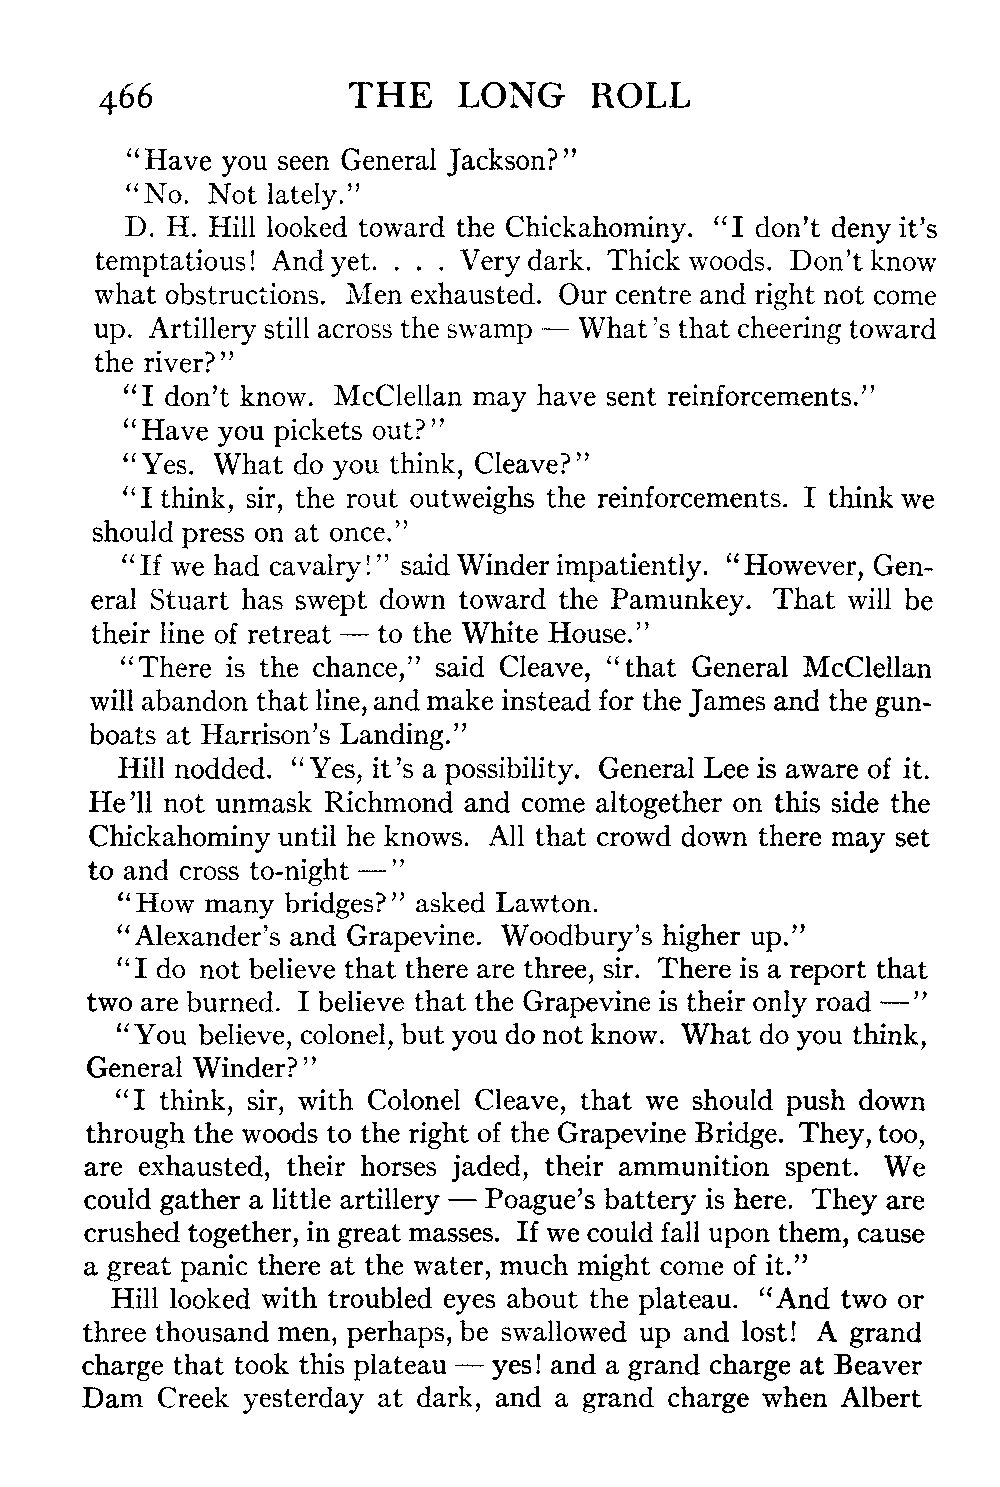 466 THE LONG ROLL
“Have you seen General Jackson?”
“No. Not lately.”
D. H. Hill looked toward the Chickahominy. “I don’t deny it’s
temptatious! And yet. . . . Very dark. Thick woods. Don’t know
what obstructions. Men exhausted. Our centre and right not come
up. Artillery still across the swamp — What’s that cheering toward
the river?”
“I don’t know. McClellan may have sent reinforcements.”
“Have you pickets out?”
“Yes. What do you think, Cleave?”
“I think, sir, the rout outweighs the reinforcements. I think we
should press on at once.”
“If we had cavalry!” said Winder impatiently. “However, Gen-
eral Stuart has swept down toward the Pamunkey. That will be
their line of retreat — to the White House.”
“There is the chance,” said Cleave, “that General McClellan
will abandon that line, and make instead for the James and the gun-
boats at Harrison’s Landing.”
Hill nodded. “Yes, it’s a possibility. General Lee is aware of it.
He’ll not unmask Richmond and come altogether on this side the
Chickahominy until he knows. All that crowd down there may set
to and cross to-night —”
“How many bridges?” asked Lawton.
“Alexander’s and Grapevine. Woodbury’s higher up.”
“I do not believe that there are three, sir. There is a report that
two are burned. I believe that the Grapevine is their only road —”
“You believe, colonel, but you do not know. What do you think,
General Winder?”
“I think, sir, with Colonel Cleave, that we should push down
through the woods to the right of the Grapevine Bridge. They, too,
are exhausted, their horses jaded, their ammunition spent. We
could gather a little artillery — Poague’s battery is here. They are
crushed together, in great masses. If we could fall upon them, cause
a great panic there at the water, much might come of it.”
Hill looked with troubled eyes about the plateau. “And two or
three thousand men, perhaps, be swallowed up and lost! A grand
charge that took this plateau — yes! and a grand charge at Beaver
Dam Creek yesterday at dark, and a grand charge when Albert